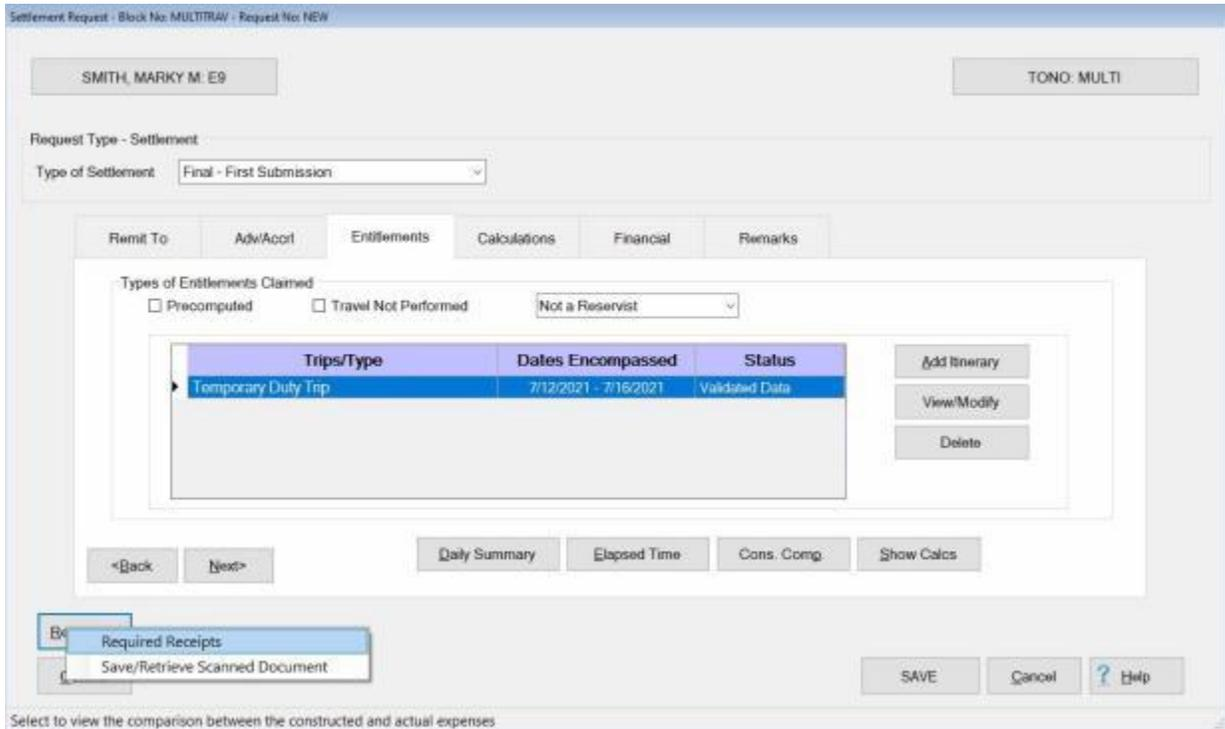 Settlement Request - Block No: MULTITRAV - Request No: NEW
SMITH, MARKY M: E9
TONO: MULTI
Request Type - Settlement
Type of Settlement Final - First Submission
Remit To Adv/Accrl Entitlements Calculations Financial Remarks
Types of Entitlements Claimed
Precomputed Travel Not Performed Not a Reservist
Trips/Type Dates Encompassed Status
Temporary Duty Trip 7/12/2021 - 7/16/2021 Validated Data
Add Itinerary
View/Modify
Delete
<Back Next> Daily Summary Elapsed Time Cons. Comp. Show Calcs
Required Receipts
Save/Retrieve Scanned Document
SAVE Cancel ? Help
Select to view the comparison between the constructed and actual expenses